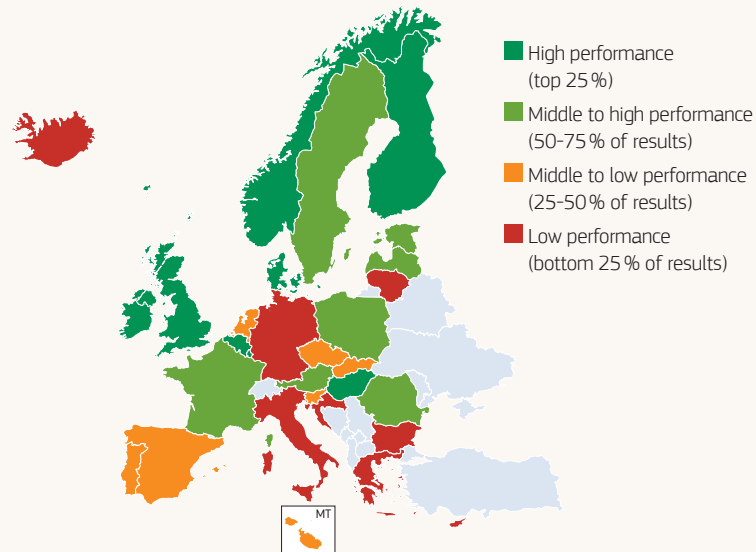 High performance
(top 25 %)
Middle to high performance
(50-75 % of results)
Middle to low performance
(25-50 % of results)
Low performance
(bottom 25 % of results)
MT